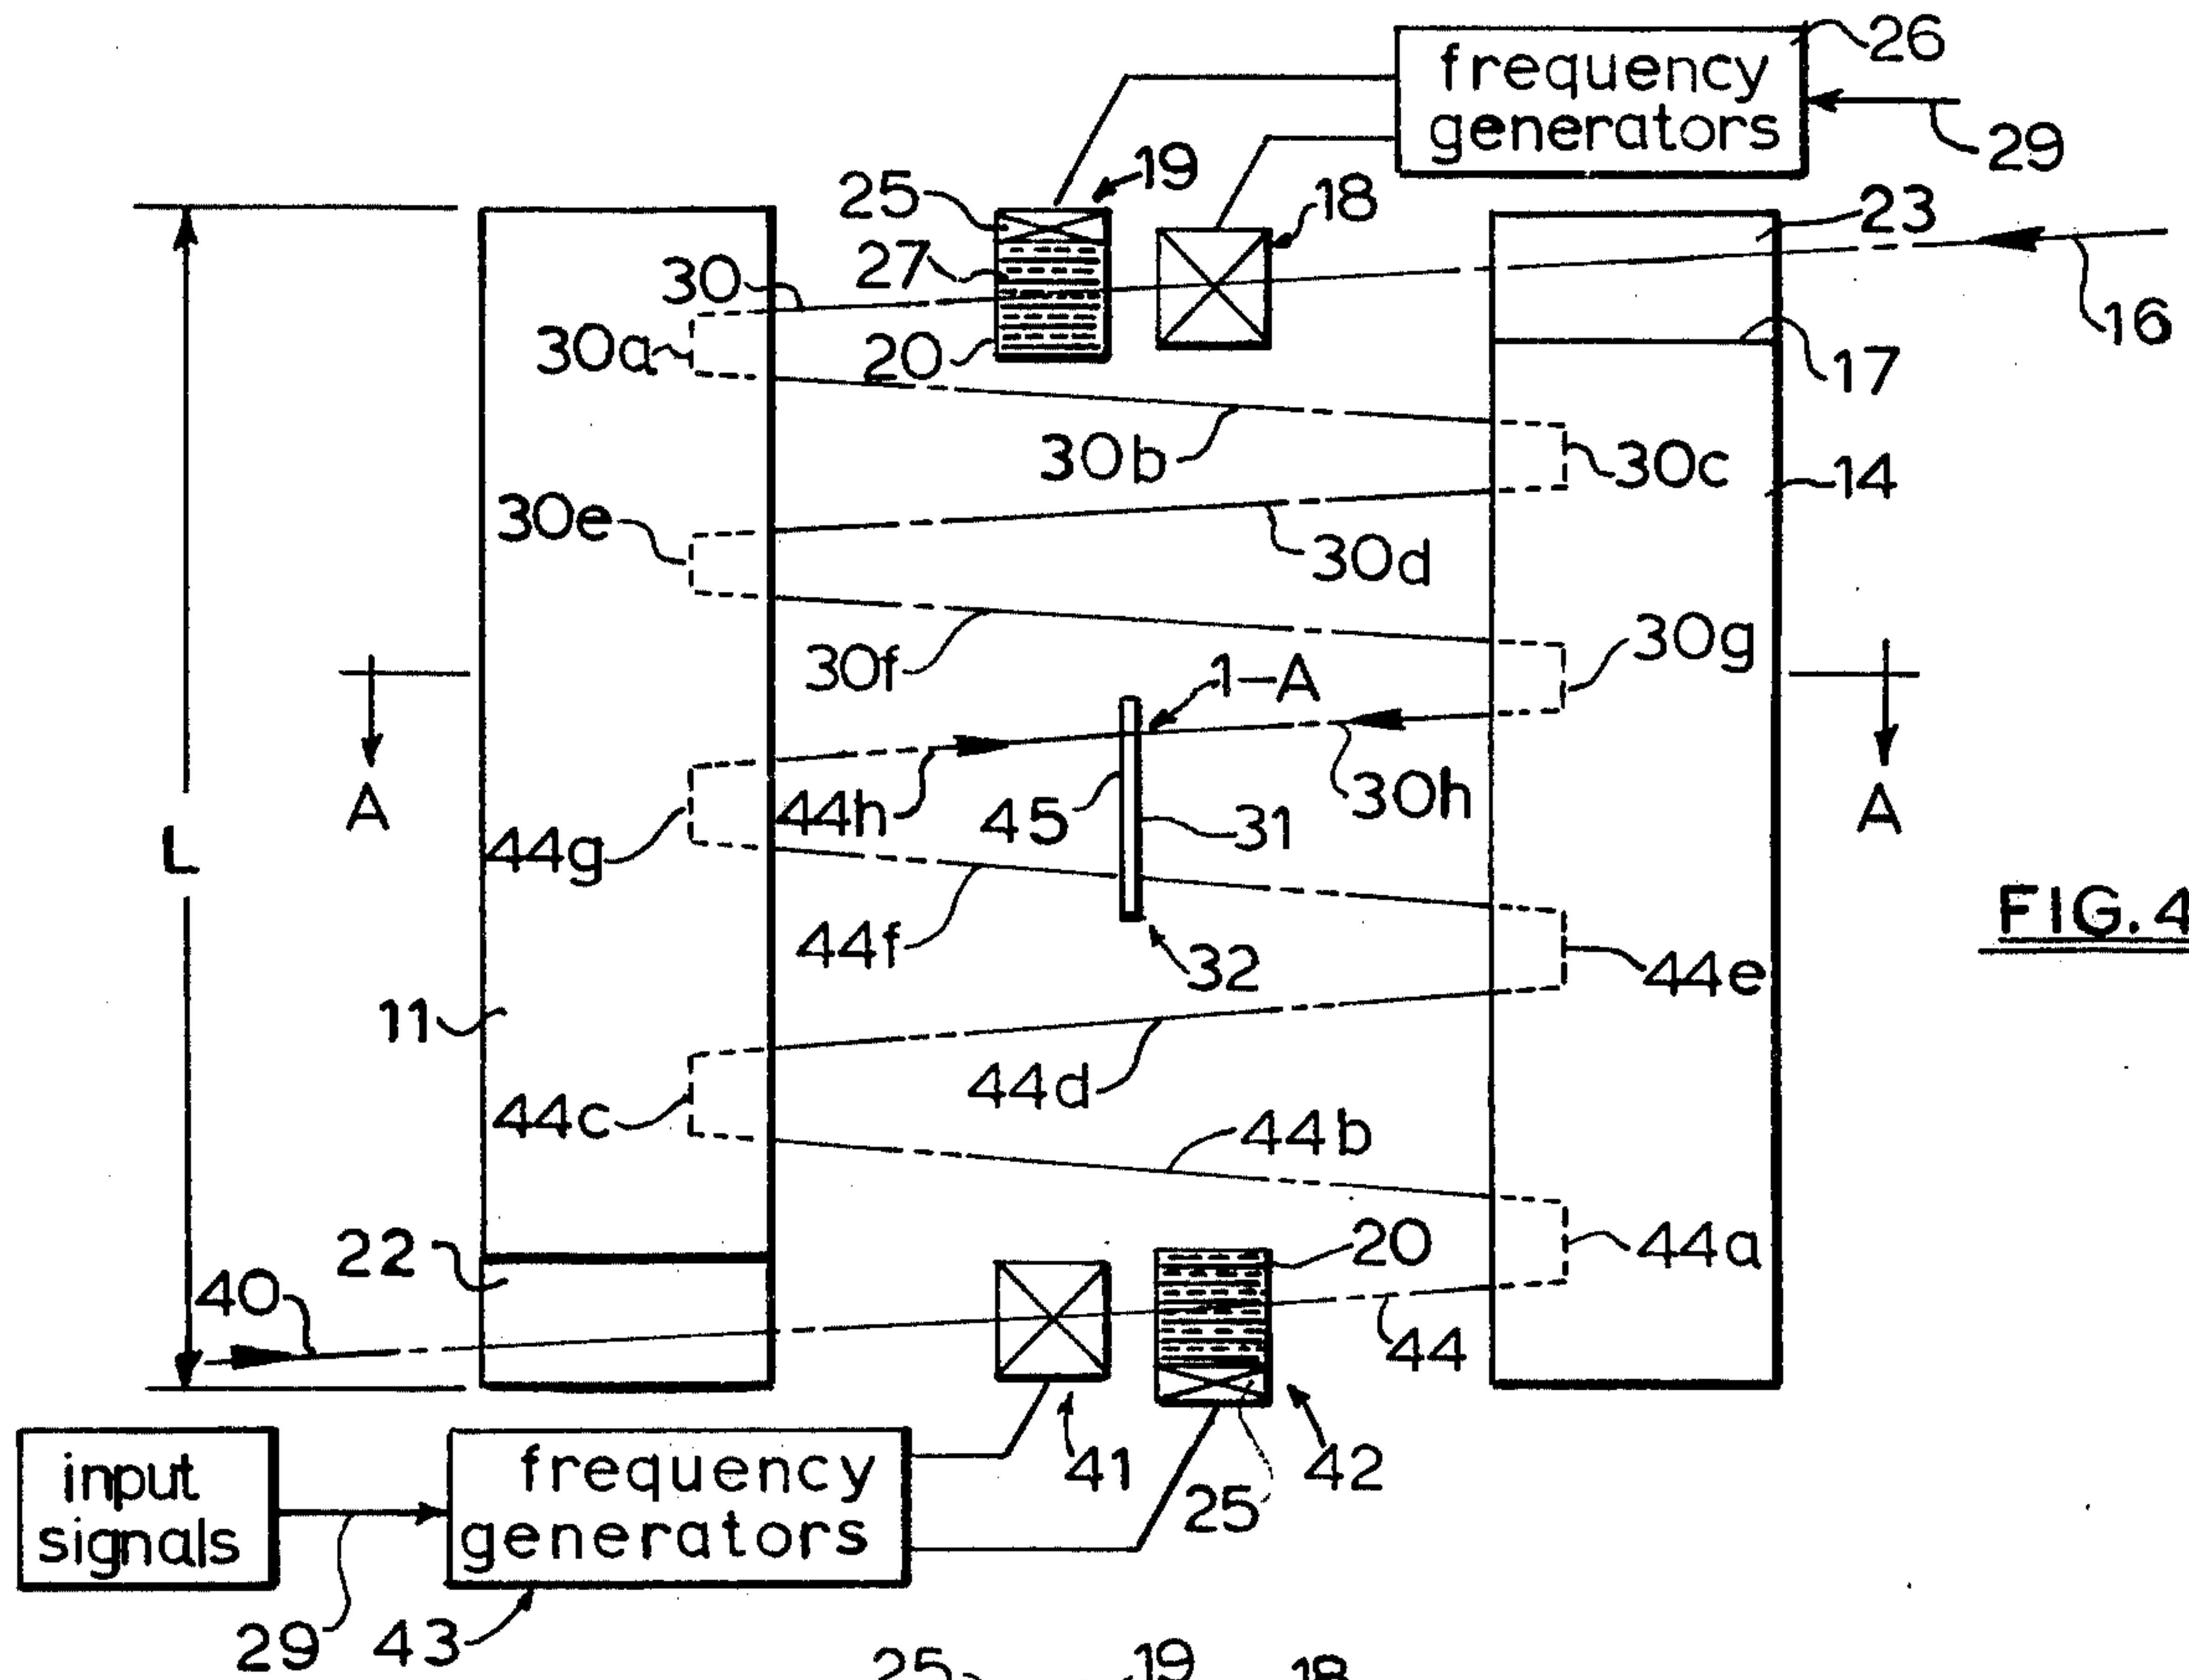 26
frequency
generators
29
19
25
18
23
27
30
16
30a
20
17
30b
30c
14
30e
30d
30f
30g
1-A
A
44h
45
30h
31
A
L
44g
44f
32
44e
FIG.4
11
44d
44c
44b
22
20
44a
40
44
41
42
25
input
signals
frequency
generators
29
43
25
19
18